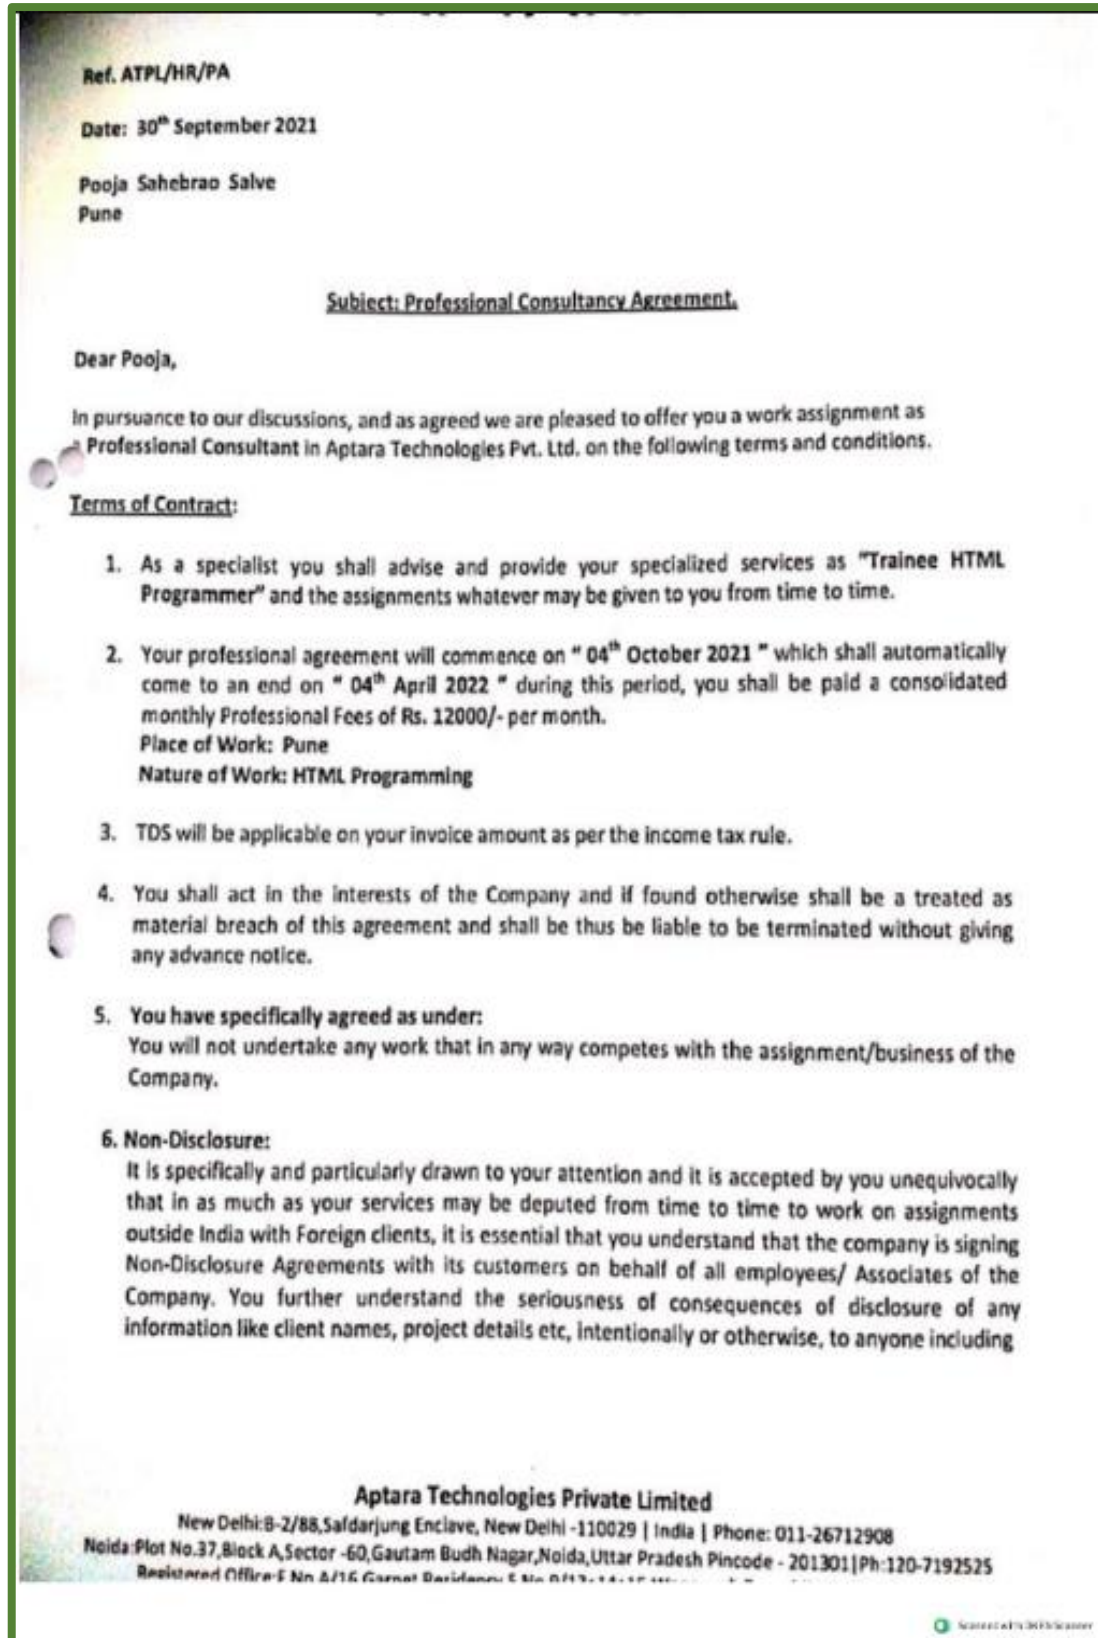 Ref. ATPL/HR/PA
Date: 30th September 2021
Pooja Sahebrao Salve
Pune
Subject: Professional Consultancy Agreement.
Dear Pooja,
In pursuance to our discussions, and as agreed we are pleased to offer you a work assignment as
Professional Consultant in Aptara Technologies Pvt. Ltd. on the following terms and conditions.
Terms of Contract:
1. As a specialist you shall advise and provide your specialized services as "Trainee HTML
Programmer" and the assignments whatever may be given to you from time to time.
2. Your professional agreement will commence on " 04th October 2021 " which shall automatically
come to an end on " 04th April 2022 " during this period, you shall be paid a consolidated
monthly Professional Fees of Rs. 12000/- per month.
Place of Work: Pune
Nature of Work: HTML Programming
3. TDS will be applicable on your invoice amount as per the income tax rule.
4. You shall act in the interests of the Company and if found otherwise shall be a treated as
material breach of this agreement and shall be thus be liable to be terminated without giving
any advance notice.
5. You have specifically agreed as under:
You will not undertake any work that in any way competes with the assignment/business of the
Company.
6. Non-Disclosure:
It is specifically and particularly drawn to your attention and it is accepted by you unequivocally
that in as much as your services may be deputed from time to time to work on assignments
outside India with Foreign clients, it is essential that you understand that the company is signing
Non-Disclosure Agreements with its customers on behalf of all employees/ Associates of the
Company. You further understand the seriousness of consequences of disclosure of any
information like client names, project details etc, intentionally or otherwise, to anyone including
Aptara Technologies Private Limited
New Delhi:B-2/88,Safdarjung Enclave, New Delhi -110029 | India | Phone: 011-26712908
Noida:Plot No.37,Block A,Sector -60,Gautam Budh Nagar,Noida,Uttar Pradesh Pincode - 201301|Ph:120-7192525
Registered Office:
Scanned with